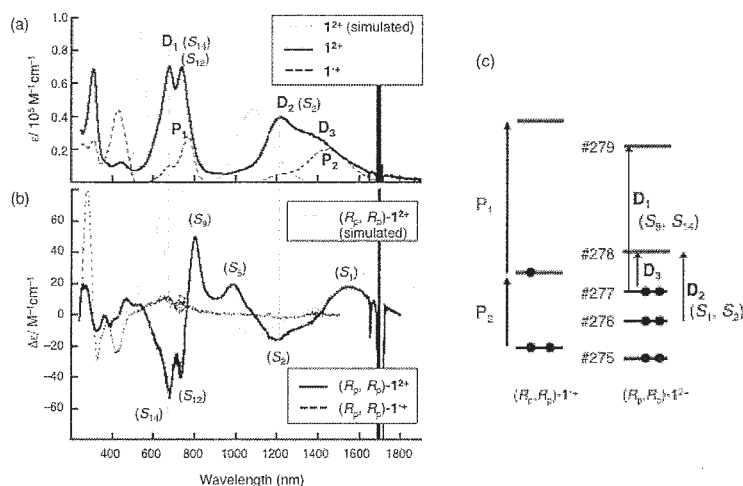 (a)
ε/ 10⁵ M⁻¹cm⁻¹
1.0
0.8
0.6
0.4
0.2
D₁ (S₁₄)
(S₁₂)
P₁
D₂ (S₂)
D₃
P₂
1²⁺ (simulated)
1²⁺
1•⁺
(b)
Δε/ M⁻¹cm⁻¹
80
60
40
20
0
−20
−40
−60
(S₉)
(S₅)
(S₁)
(S₂)
(S₁₂)
(S₁₄)
(Rₚ, Rₚ)-1²⁺
(simulated)
(Rₚ, Rₚ)-1²⁺
(Rₚ, Rₚ)-1•⁺
400 600 800 1000 1200 1400 1600 1800
Wavelength (nm)
(c)
P₁
P₂
#279
#278
#277
#276
#275
D₁
(S₉, S₁₄)
D₃
D₂
(S₁, S₂)
(Rₚ,Rₚ)-1•⁺
(Rₚ,Rₚ)-1²⁺